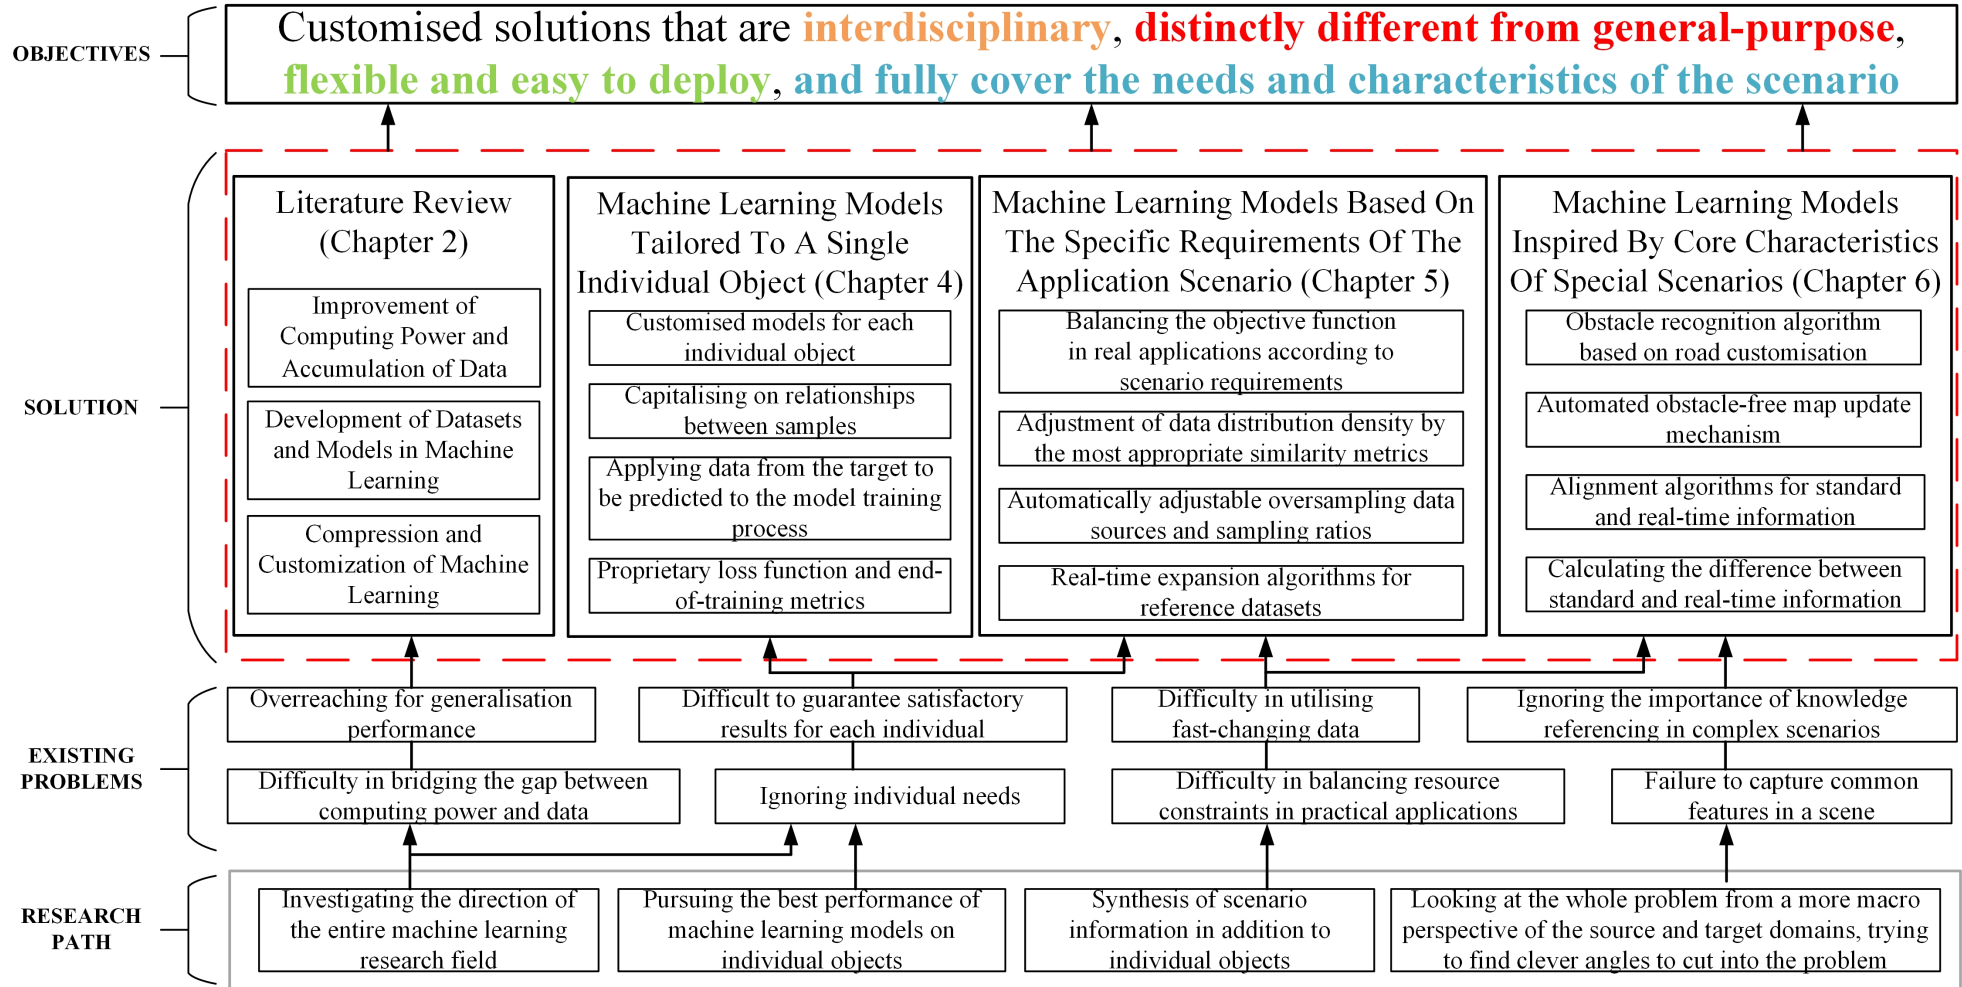 OBJECTIVES
Customised solutions that are interdisciplinary, distinctly different from general-purpose,
flexible and easy to deploy, and fully cover the needs and characteristics of the scenario
SOLUTION
Literature Review
(Chapter 2)
Improvement of
Computing Power and
Accumulation of Data
Development of Datasets
and Models in Machine
Learning
Compression and
Customization of Machine
Learning
Machine Learning Models
Tailored To A Single
Individual Object (Chapter 4)
Customised models for each
individual object
Capitalising on relationships
between samples
Applying data from the target to
be predicted to the model training
process
Proprietary loss function and end-
of-training metrics
Machine Learning Models Based On
The Specific Requirements Of The
Application Scenario (Chapter 5)
Balancing the objective function
in real applications according to
scenario requirements
Adjustment of data distribution density by
the most appropriate similarity metrics
Automatically adjustable oversampling data
sources and sampling ratios
Real-time expansion algorithms for
reference datasets
Machine Learning Models
Inspired By Core Characteristics
Of Special Scenarios (Chapter 6)
Obstacle recognition algorithm
based on road customisation
Automated obstacle-free map update
mechanism
Alignment algorithms for standard
and real-time information
Calculating the difference between
standard and real-time information
EXISTING
PROBLEMS
Overreaching for generalisation
performance
Difficult to guarantee satisfactory
results for each individual
Difficulty in utilising
fast-changing data
Ignoring the importance of knowledge
referencing in complex scenarios
Difficulty in bridging the gap between
computing power and data
Ignoring individual needs
Difficulty in balancing resource
constraints in practical applications
Failure to capture common
features in a scene
RESEARCH
PATH
Investigating the direction of
the entire machine learning
research field
Pursuing the best performance of
machine learning models on
individual objects
Synthesis of scenario
information in addition to
individual objects
Looking at the whole problem from a more macro
perspective of the source and target domains, trying
to find clever angles to cut into the problem